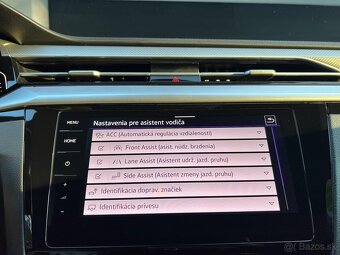 Nastavenia pre asistent vodiča
MENU
ACC (Automatická regulácia vzdialenosti)
HOME
Front Assist (asist. núdz. brzdenia)
Lane Assist (Asistent udrž. jazd. pruhu)
Side Assist (Asistent zmeny jazd. pruhu)
Identifikácia doprav. značiek
Identifikácia prívesu
Bazoš.sk